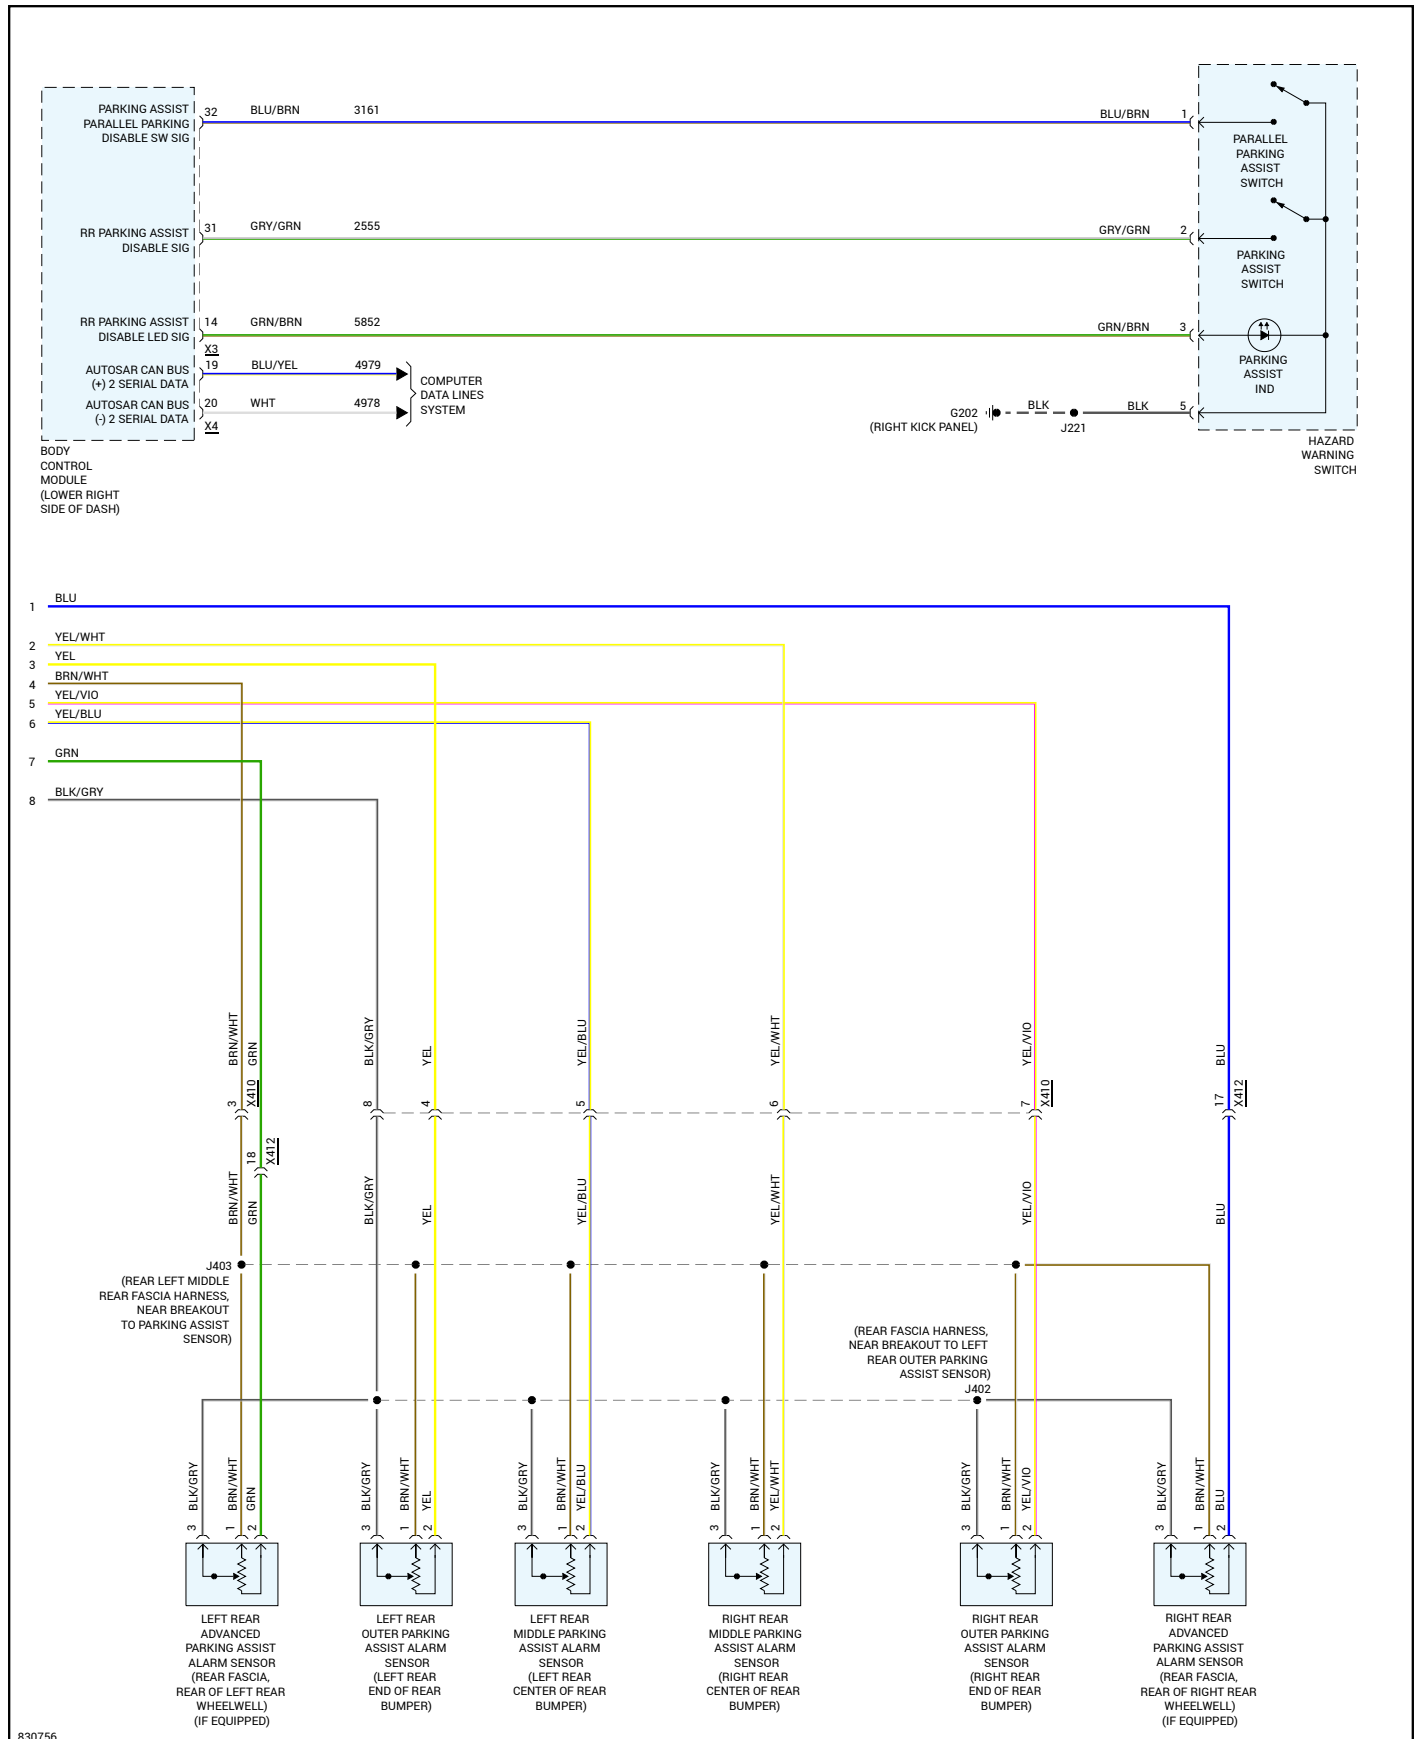 PARKING ASSIST
PARALLEL PARKING
DISABLE SW SIG
32 BLU/BRN 3161
BLU/BRN 1
PARALLEL
PARKING
ASSIST
SWITCH
RR PARKING ASSIST
DISABLE SIG
31 GRY/GRN 2555
GRY/GRN 2
PARKING
ASSIST
SWITCH
RR PARKING ASSIST
DISABLE LED SIG
14 GRN/BRN 5852
X3
GRN/BRN 3
PARKING
ASSIST
IND
AUTOSAR CAN BUS
(+) 2 SERIAL DATA
19 BLU/YEL 4979
AUTOSAR CAN BUS
(-) 2 SERIAL DATA
20 WHT 4978
X4
COMPUTER
DATA LINES
SYSTEM
G202
(RIGHT KICK PANEL)
BLK
J221
BLK 5
HAZARD
WARNING
SWITCH
BODY
CONTROL
MODULE
(LOWER RIGHT
SIDE OF DASH)
1 BLU
2 YEL/WHT
3 YEL
4 BRN/WHT
5 YEL/VIO
6 YEL/BLU
7 GRN
8 BLK/GRY
BRN/WHT
GRN
BLK/GRY
YEL
YEL/BLU
YEL/WHT
YEL/VIO
BLU
3
X410
8
4
5
6
7
X410
17
X412
18
X412
BRN/WHT
GRN
BLK/GRY
YEL
YEL/BLU
YEL/WHT
YEL/VIO
BLU
J403
(REAR LEFT MIDDLE
REAR FASCIA HARNESS,
NEAR BREAKOUT
TO PARKING ASSIST
SENSOR)
(REAR FASCIA HARNESS,
NEAR BREAKOUT TO LEFT
REAR OUTER PARKING
ASSIST SENSOR)
J402
BLK/GRY
BRN/WHT
GRN
BLK/GRY
BRN/WHT
YEL
BLK/GRY
BRN/WHT
YEL/BLU
BLK/GRY
BRN/WHT
YEL/WHT
BLK/GRY
BRN/WHT
YEL/VIO
BLK/GRY
BRN/WHT
BLU
3 1 2
3 1 2
3 1 2
3 1 2
3 1 2
3 1 2
LEFT REAR
ADVANCED
PARKING ASSIST
ALARM SENSOR
(REAR FASCIA,
REAR OF LEFT REAR
WHEELWELL)
(IF EQUIPPED)
LEFT REAR
OUTER PARKING
ASSIST ALARM
SENSOR
(LEFT REAR
END OF REAR
BUMPER)
LEFT REAR
MIDDLE PARKING
ASSIST ALARM
SENSOR
(LEFT REAR
CENTER OF REAR
BUMPER)
RIGHT REAR
MIDDLE PARKING
ASSIST ALARM
SENSOR
(RIGHT REAR
CENTER OF REAR
BUMPER)
RIGHT REAR
OUTER PARKING
ASSIST ALARM
SENSOR
(RIGHT REAR
END OF REAR
BUMPER)
RIGHT REAR
ADVANCED
PARKING ASSIST
ALARM SENSOR
(REAR FASCIA,
REAR OF RIGHT REAR
WHEELWELL)
(IF EQUIPPED)
830756